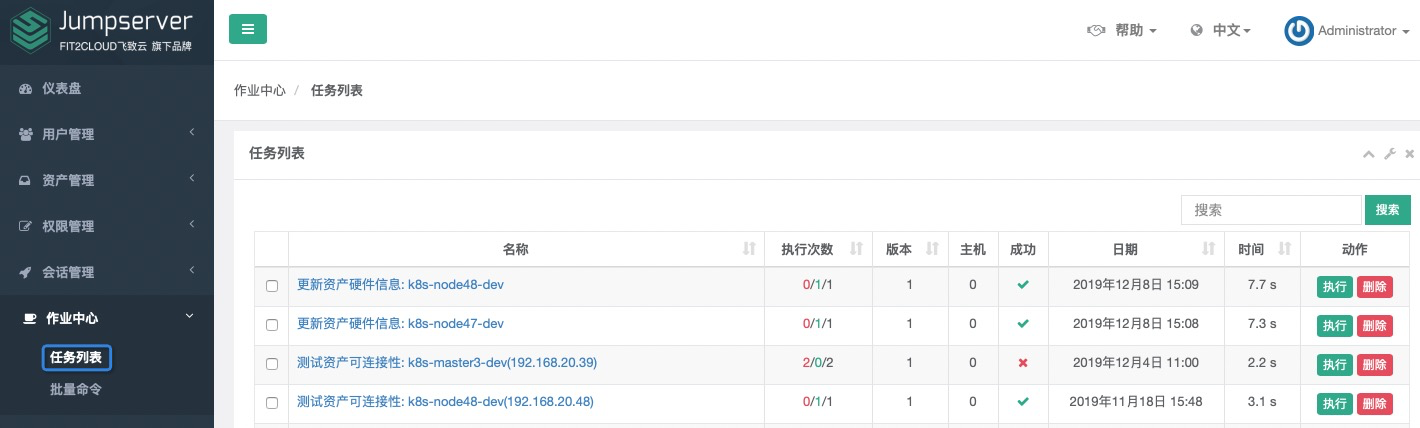 Jumpserver
FIT2CLOUD飞致云 旗下品牌
帮助
中文
Administrator
仪表盘
用户管理
资产管理
权限管理
会话管理
作业中心
任务列表
批量命令
作业中心 / 任务列表
任务列表
搜索 搜索
名称 执行次数 版本 主机 成功 日期 时间 动作
更新资产硬件信息: k8s-node48-dev 0/1/1 1 0 2019年12月8日 15:09 7.7 s 执行 删除
更新资产硬件信息: k8s-node47-dev 0/1/1 1 0 2019年12月8日 15:08 7.3 s 执行 删除
测试资产可连接性: k8s-master3-dev(192.168.20.39) 2/0/2 1 0 2019年12月4日 11:00 2.2 s 执行 删除
测试资产可连接性: k8s-node48-dev(192.168.20.48) 0/1/1 1 0 2019年11月18日 15:48 3.1 s 执行 删除